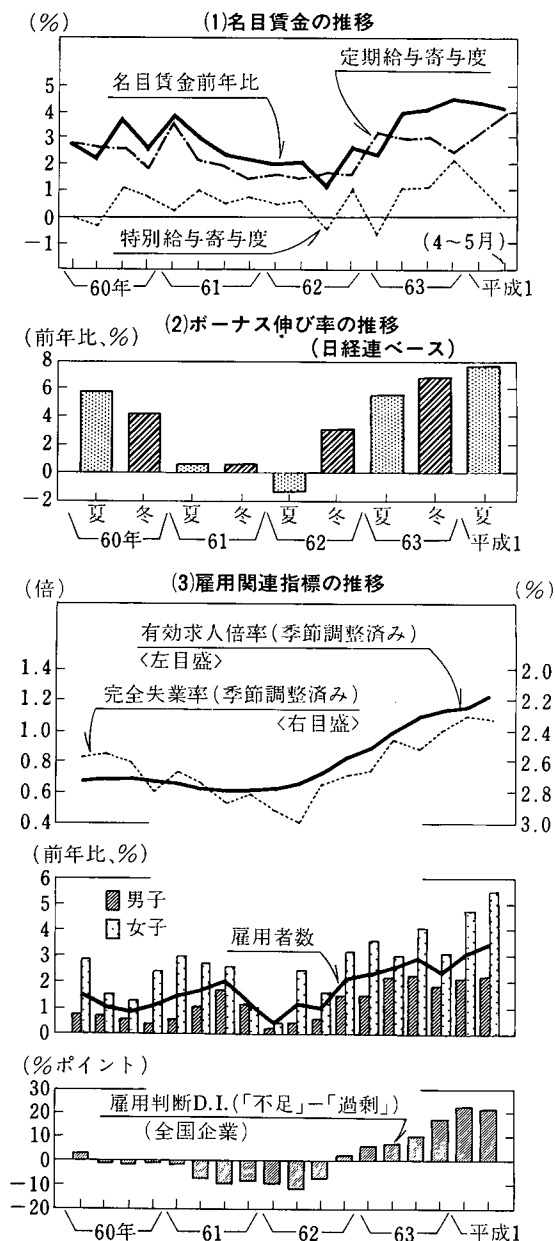 (1)名目賃金の推移
(%)
定期給与寄与度
名目賃金前年比
5
4
3
2
1
0
-1
特別給与寄与度
(4〜5月)
60年 61 62 63 平成1
(2)ボーナス伸び率の推移
(前年比、%)
(日経連ベース)
8
6
4
2
0
-2
夏 冬 夏 冬 夏 冬 夏 冬 夏
60年 61 62 63 平成1
(3)雇用関連指標の推移
(倍) (%)
有効求人倍率(季節調整済み)
<左目盛>
完全失業率(季節調整済み)
<右目盛>
1.4 2.0
1.2 2.2
1.0 2.4
0.8 2.6
0.6 2.8
0.4 3.0
(前年比、%)
6
5
4
3
2
1
0
男子
女子
雇用者数
(%ポイント)
30
20
10
0
-10
-20
雇用判断D.I.(「不足」-「過剰」)
(全国企業)
60年 61 62 63 平成1